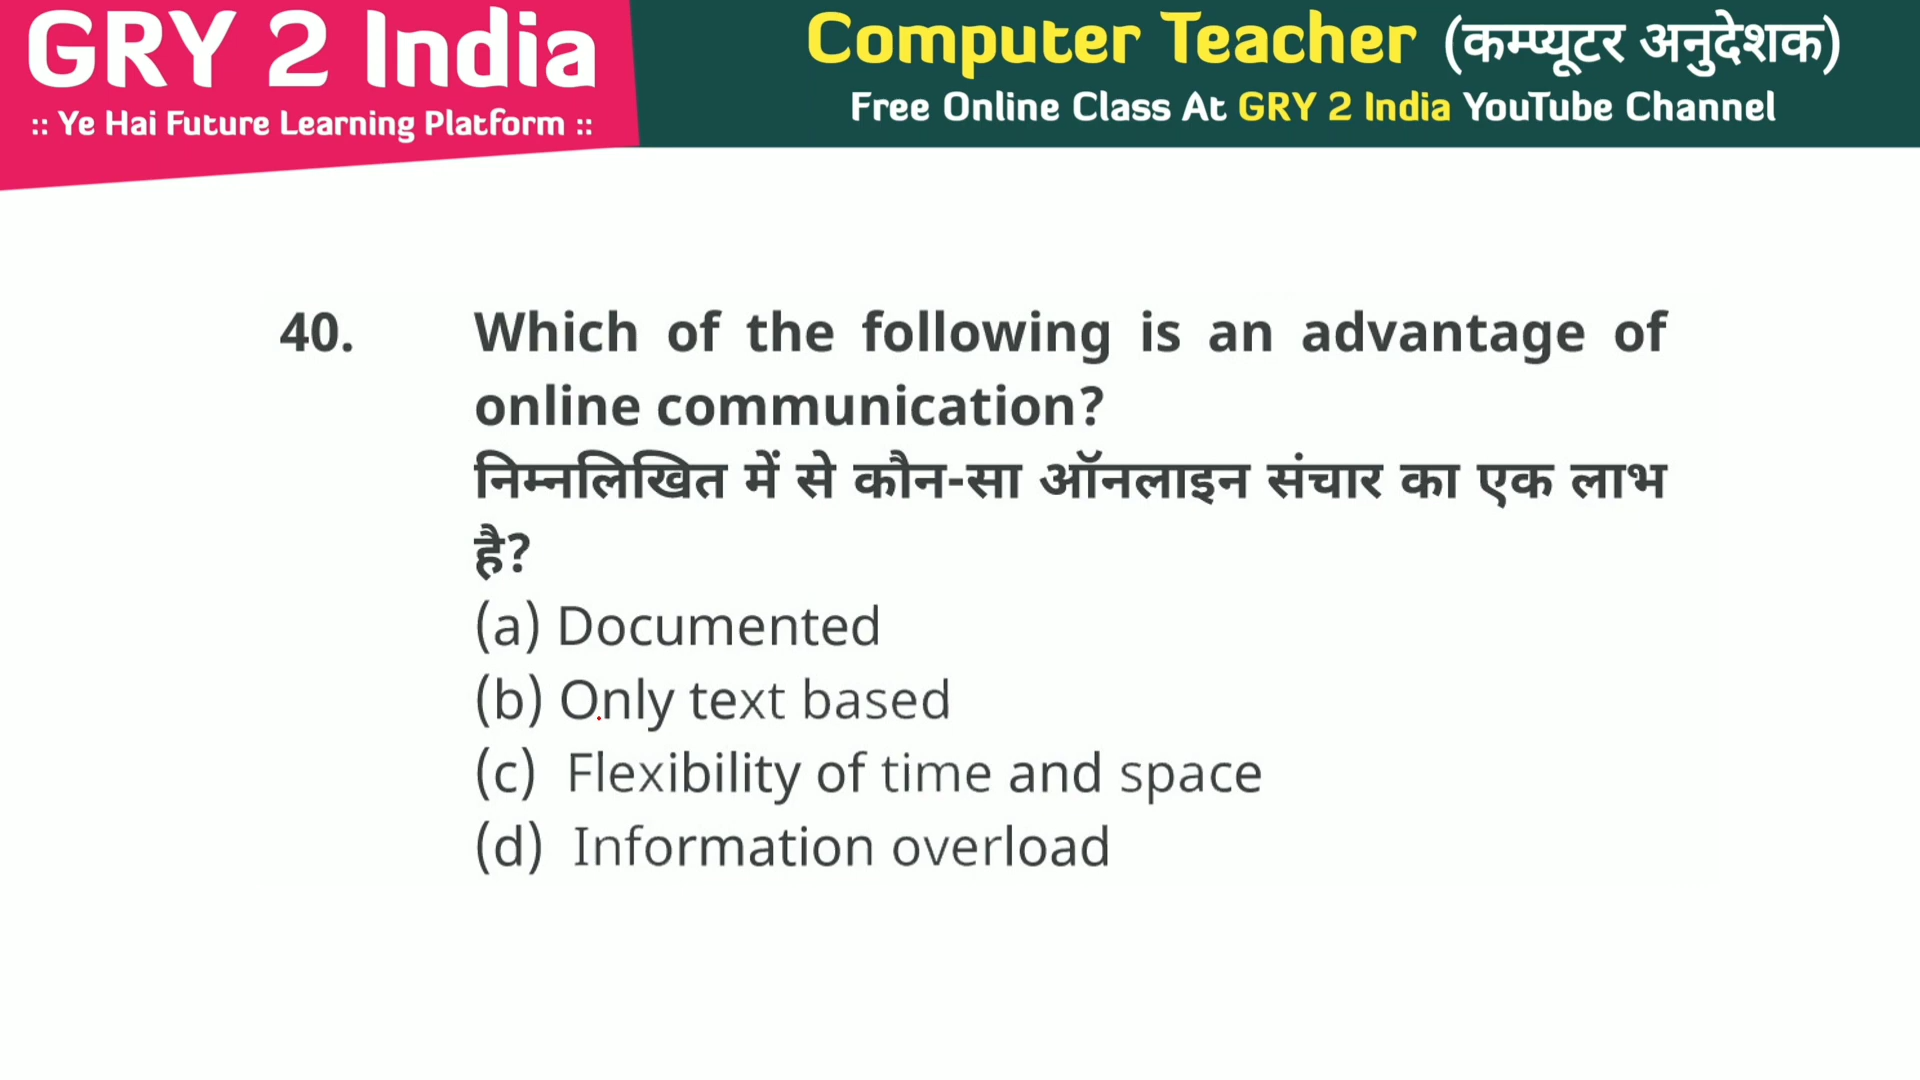 GRY 2 India
:: Ye Hai Future Learning Platform ::
Computer Teacher (कम्प्यूटर अनुदेशक)
Free Online Class At GRY 2 India YouTube Channel
40. Which of the following is an advantage of
online communication?
निम्नलिखित में से कौन-सा ऑनलाइन संचार का एक लाभ
है?
(a) Documented
(b) Only text based
(c) Flexibility of time and space
(d) Information overload